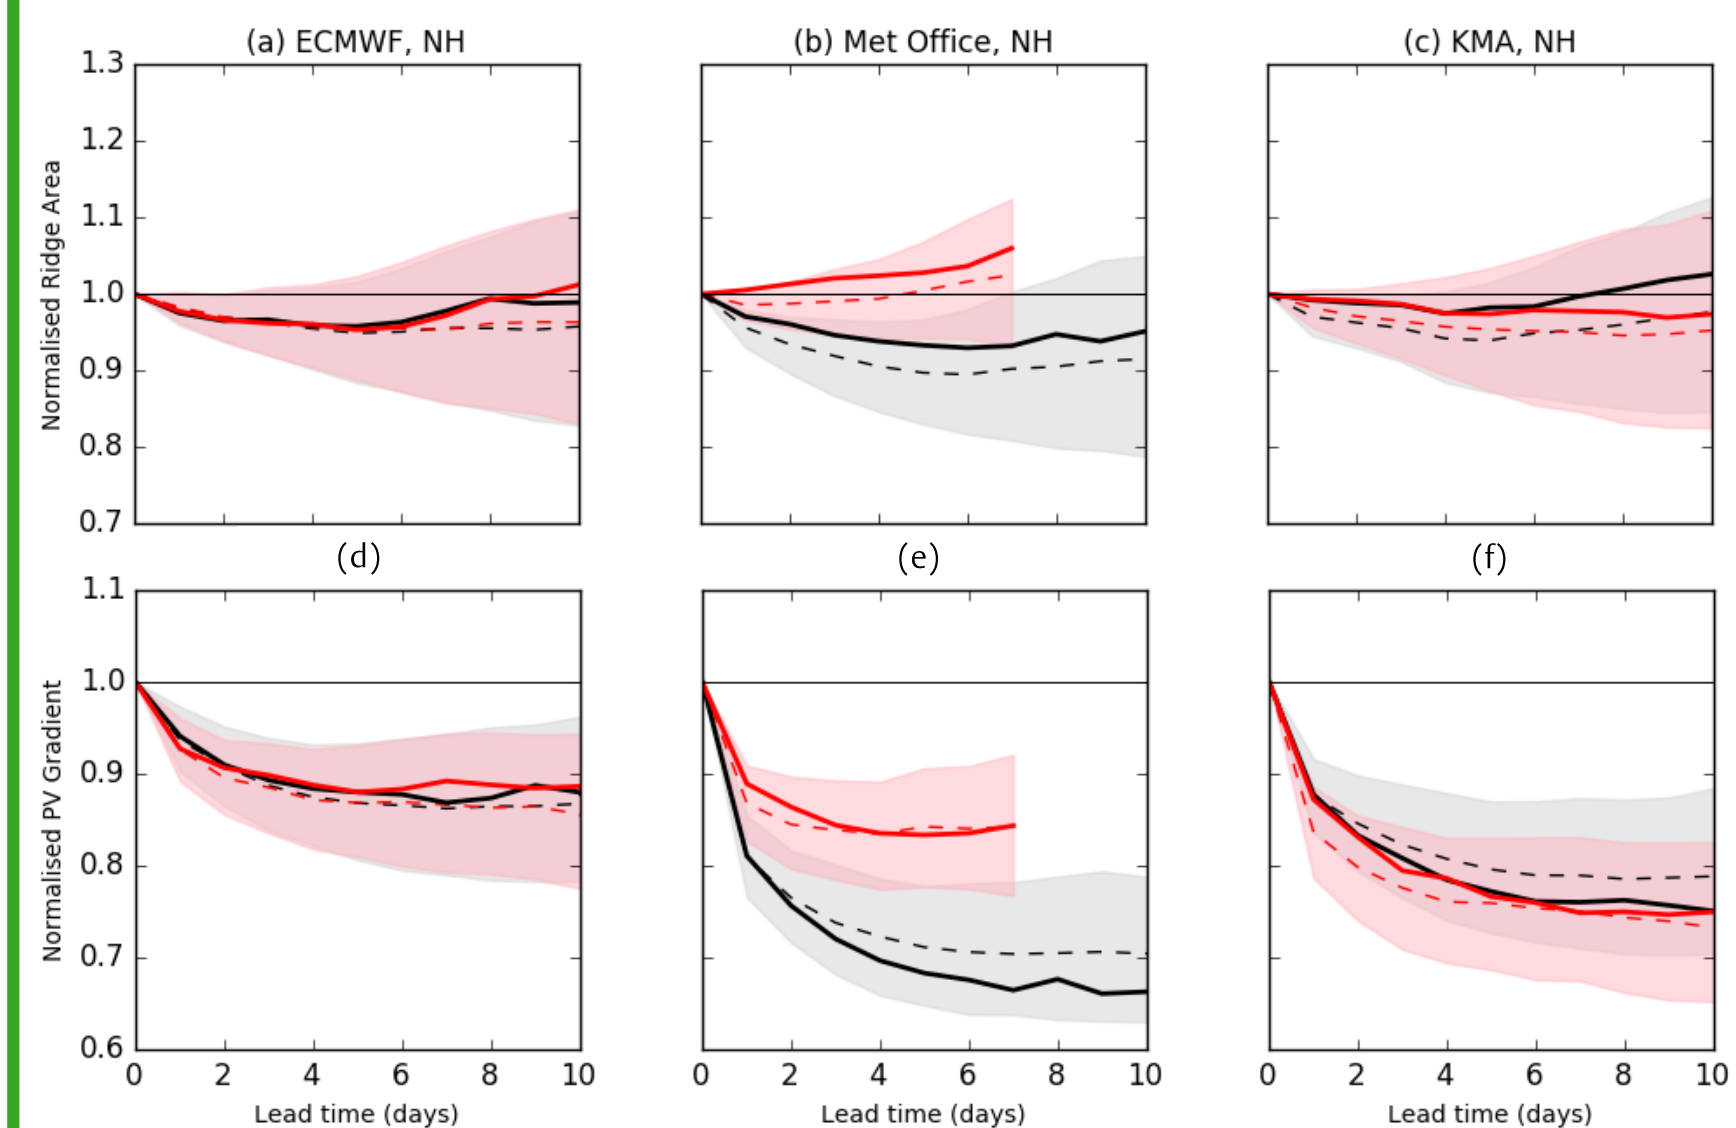 (a) ECMWF, NH
(b) Met Office, NH
(c) KMA, NH
Normalised Ridge Area
1.3
1.2
1.1
1.0
0.9
0.8
0.7
(d)
(e)
(f)
Normalised PV Gradient
1.1
1.0
0.9
0.8
0.7
0.6
0 2 4 6 8 10
0 2 4 6 8 10
0 2 4 6 8 10
Lead time (days)
Lead time (days)
Lead time (days)